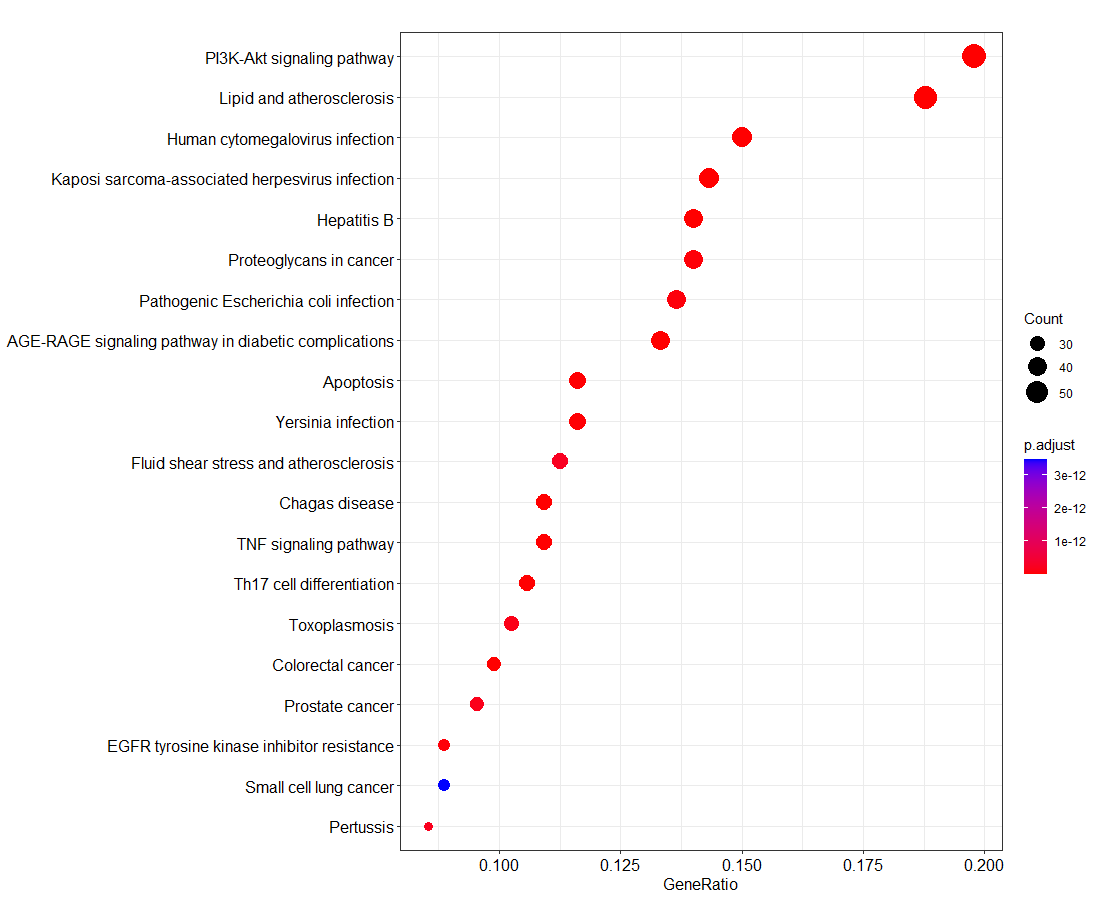 PI3K-Akt signaling pathway
Lipid and atherosclerosis
Human cytomegalovirus infection
Kaposi sarcoma-associated herpesvirus infection
Hepatitis B
Proteoglycans in cancer
Pathogenic Escherichia coli infection
AGE-RAGE signaling pathway in diabetic complications
Apoptosis
Yersinia infection
Fluid shear stress and atherosclerosis
Chagas disease
TNF signaling pathway
Th17 cell differentiation
Toxoplasmosis
Colorectal cancer
Prostate cancer
EGFR tyrosine kinase inhibitor resistance
Small cell lung cancer
Pertussis
0.100 0.125 0.150 0.175 0.200
GeneRatio
Count
30
40
50
p.adjust
3e-12
2e-12
1e-12